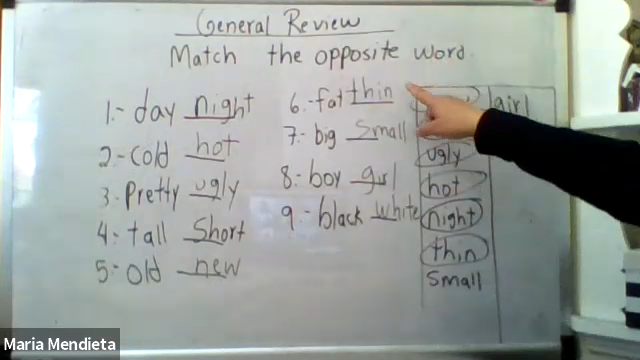 General Review
Match the opposite word.
1.- day night
2.- cold hot
3.- Pretty ugly
4.- tall Short
5.- old new
6.- fat thin
7.- big Small
8.- boy girl
9.- black white
girl
ugly
hot
night
thin
Small
Maria Mendieta